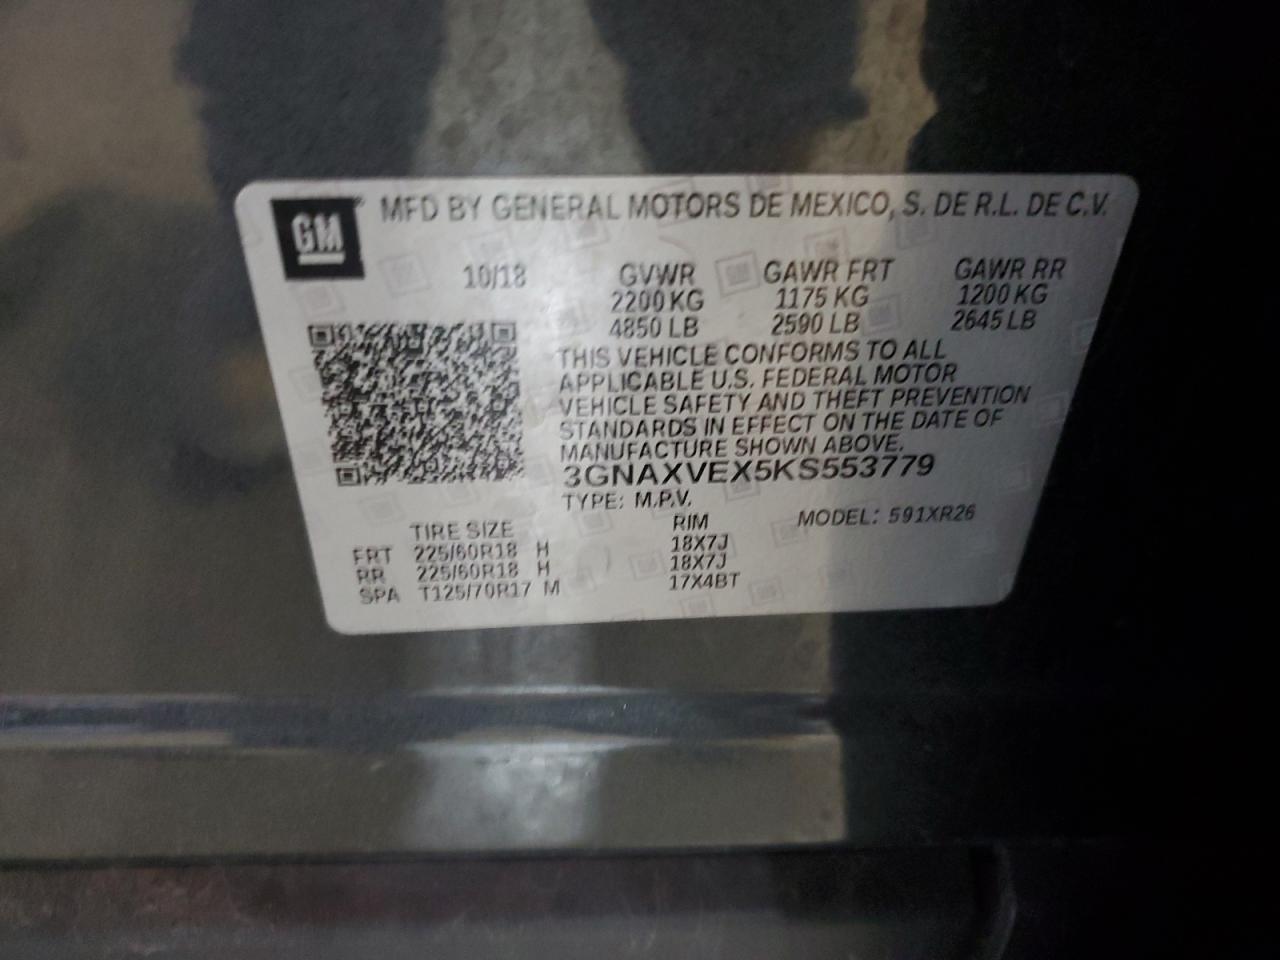 GM® MFD BY GENERAL MOTORS DE MEXICO, S. DE R.L. DE C.V.
10/18 GVWR GAWR FRT GAWR RR
2200 KG 1175 KG 1200 KG
4850 LB 2590 LB 2645 LB
THIS VEHICLE CONFORMS TO ALL
APPLICABLE U.S. FEDERAL MOTOR
VEHICLE SAFETY AND THEFT PREVENTION
STANDARDS IN EFFECT ON THE DATE OF
MANUFACTURE SHOWN ABOVE.
3GNAXVEX5KS553779
TYPE: M.P.V. MODEL: 591XR26
TIRE SIZE RIM
FRT 225/60R18 H 18X7J
RR 225/60R18 H 18X7J
SPA T125/70R17 M 17X4BT